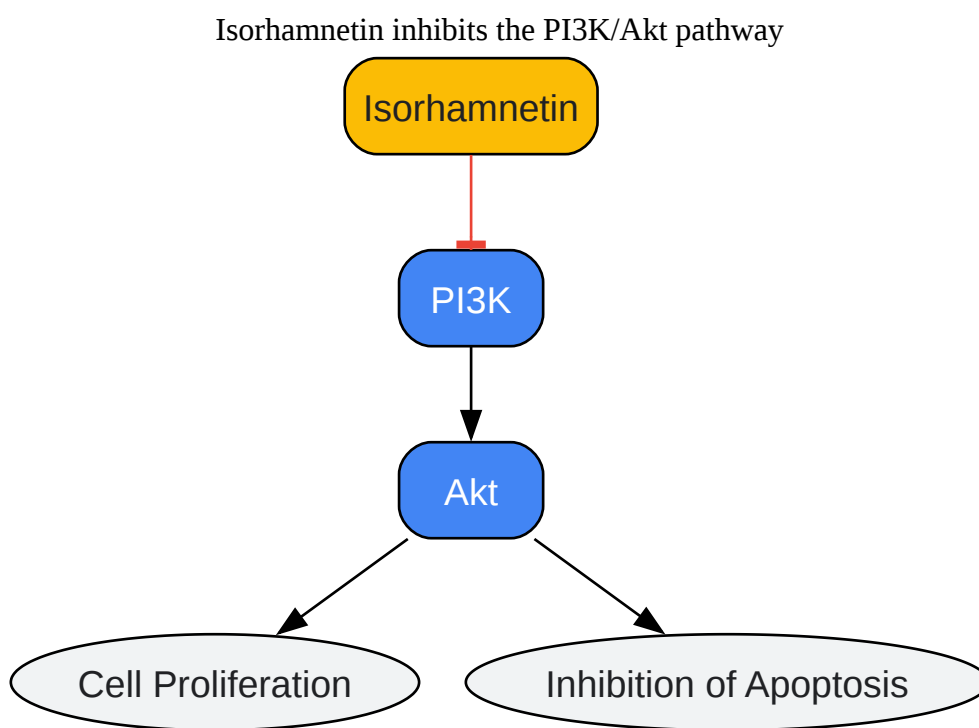 Isorhamnetin inhibits the PI3K/Akt pathway
Isorhamnetin
PI3K
Akt
Cell Proliferation
Inhibition of Apoptosis